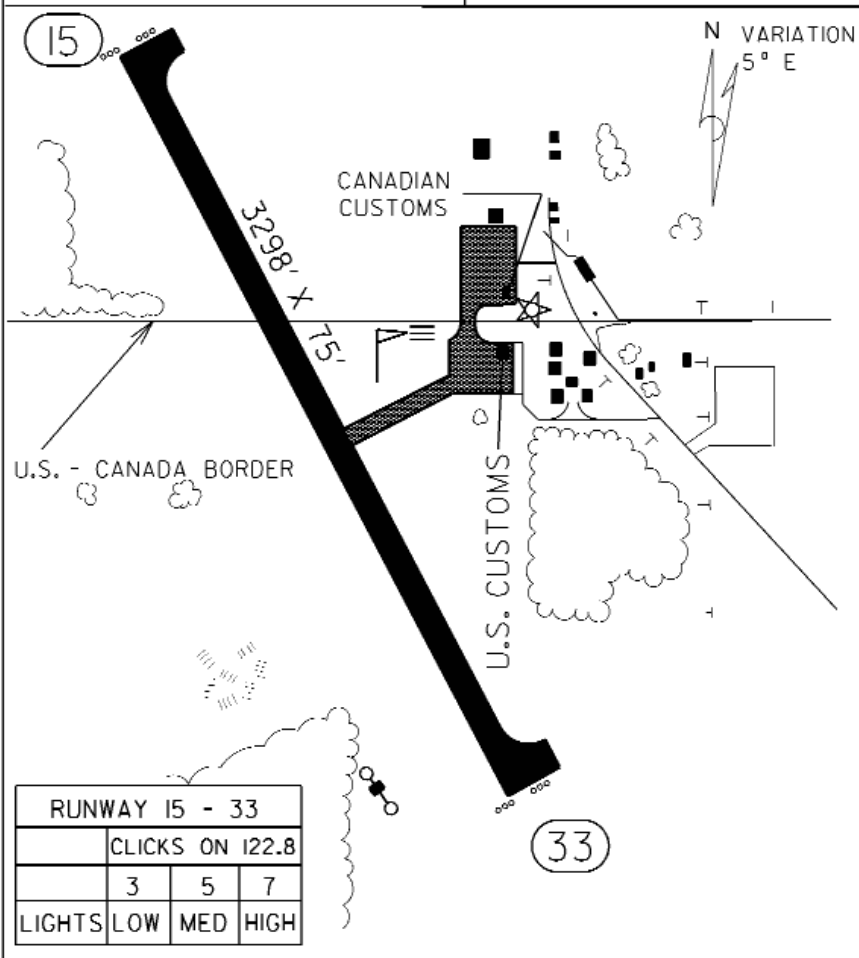 15
N VARIATION
5° E
CANADIAN
CUSTOMS
3298' X 75'
U.S. - CANADA BORDER
U.S. CUSTOMS
33
RUNWAY 15 - 33
CLICKS ON 122.8
3 5 7
LIGHTS LOW MED HIGH